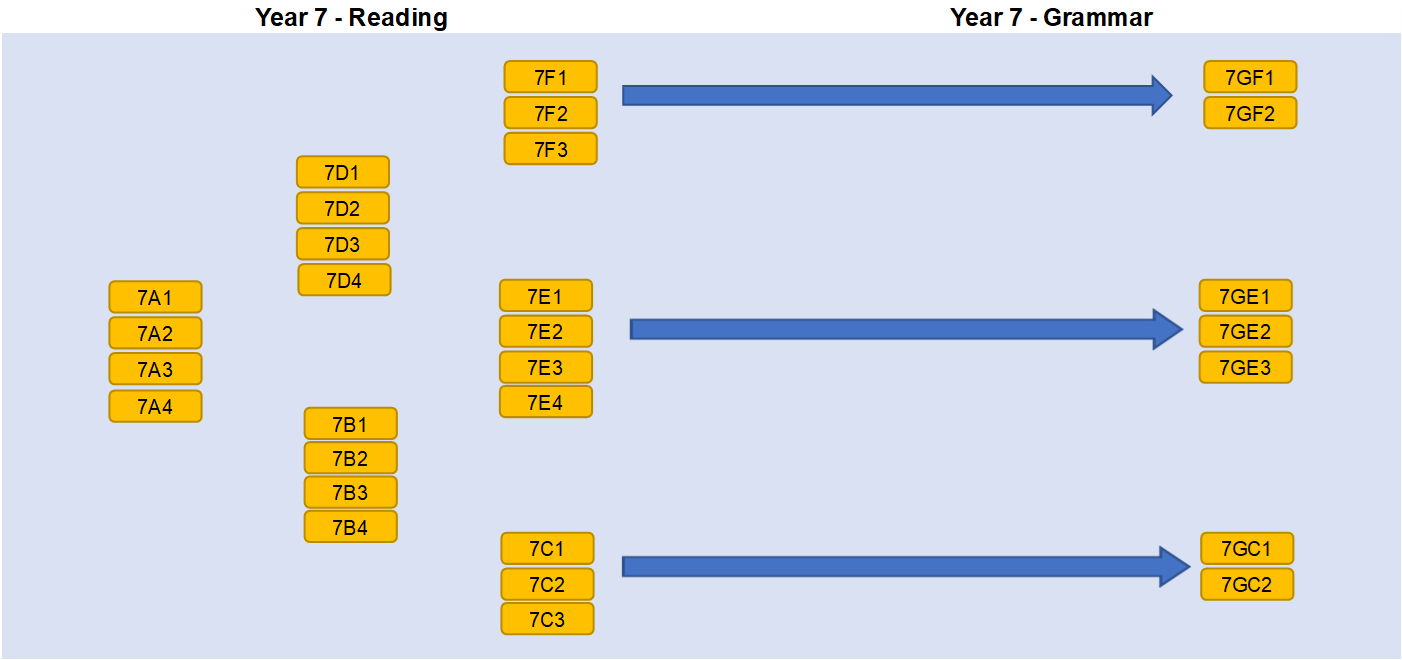 Year 7 - Reading
Year 7 - Grammar
7A1
7A2
7A3
7A4
7D1
7D2
7D3
7D4
7B1
7B2
7B3
7B4
7F1
7F2
7F3
7E1
7E2
7E3
7E4
7C1
7C2
7C3
7GF1
7GF2
7GE1
7GE2
7GE3
7GC1
7GC2